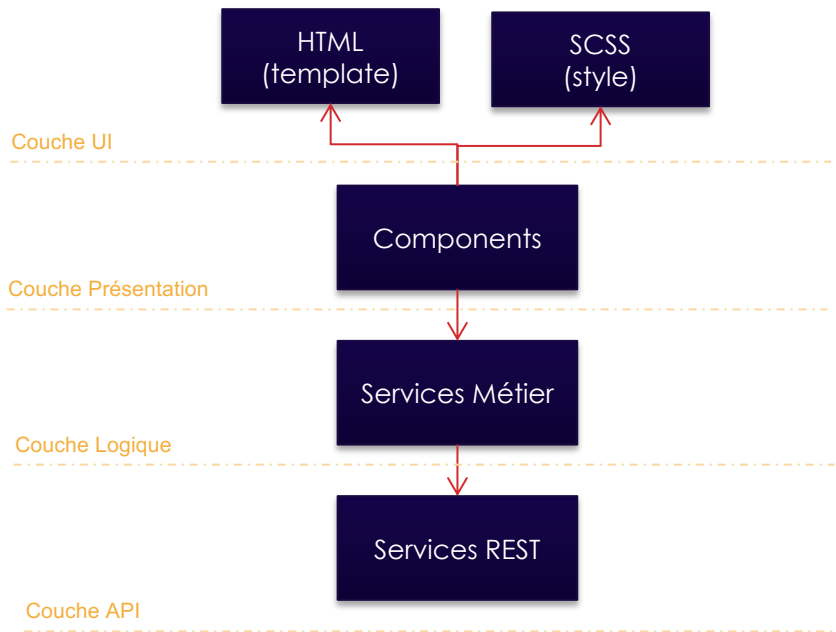 HTML
(template)
SCSS
(style)
Couche UI
Components
Couche Présentation
Services Métier
Couche Logique
Services REST
Couche API